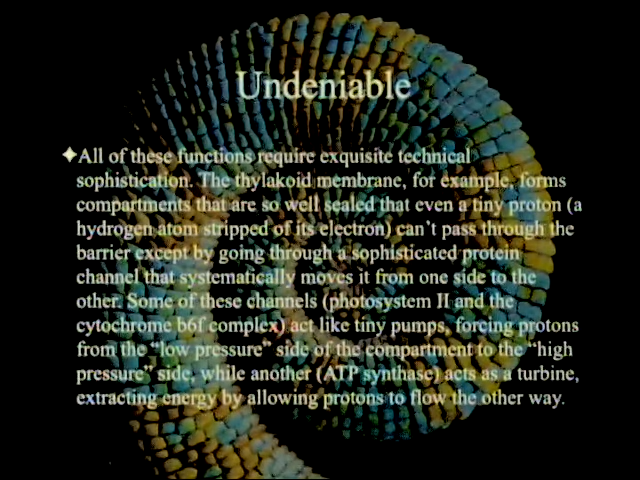 Undeniable
All of these functions require exquisite technical
sophistication. The thylakoid membrane, for example, forms
compartments that are so well sealed that even a tiny proton (a
hydrogen atom stripped of its electron) can't pass through the
barrier except by going through a sophisticated protein
channel that systematically moves it from one side to the
other. Some of these channels (photosystem II and the
cytochrome b6f complex) act like tiny pumps, forcing protons
from the “low pressure” side of the compartment to the “high
pressure” side, while another (ATP synthase) acts as a turbine,
extracting energy by allowing protons to flow the other way.